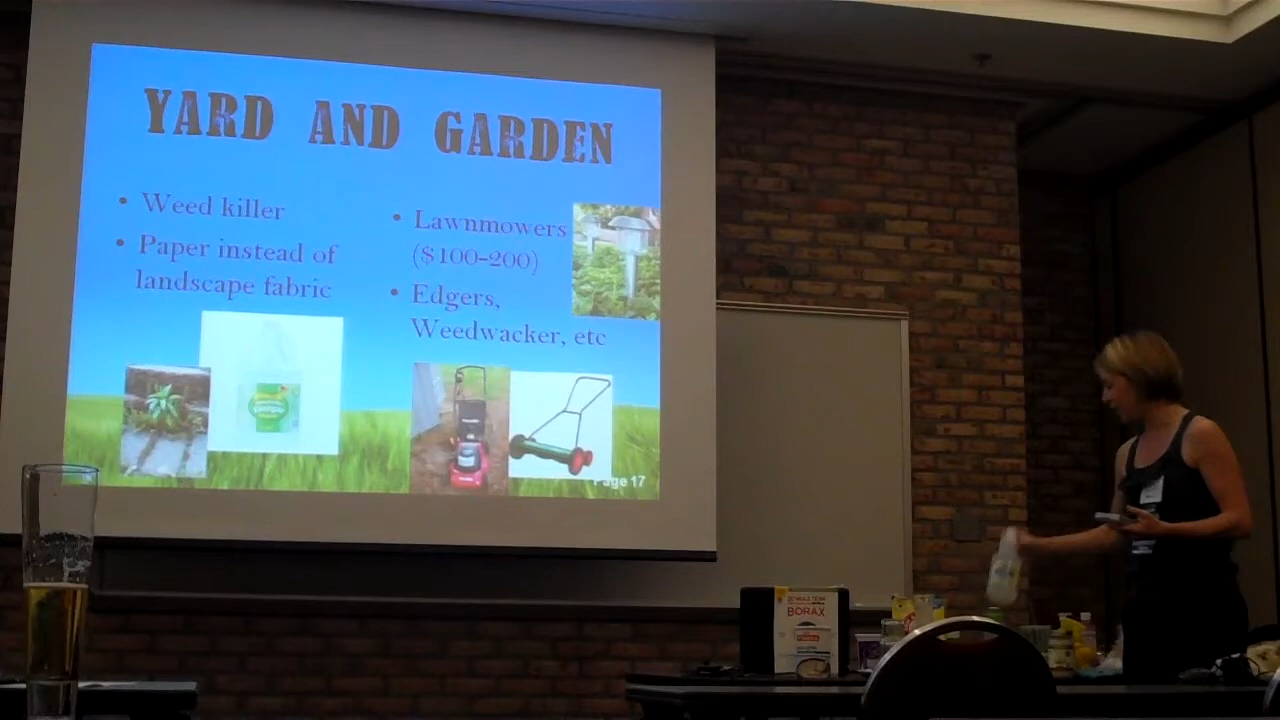 YARD AND GARDEN
• Weed killer
• Paper instead of
landscape fabric
• Lawnmowers
($100-200)
• Edgers,
Weedwacker, etc
Page 17
BORAX